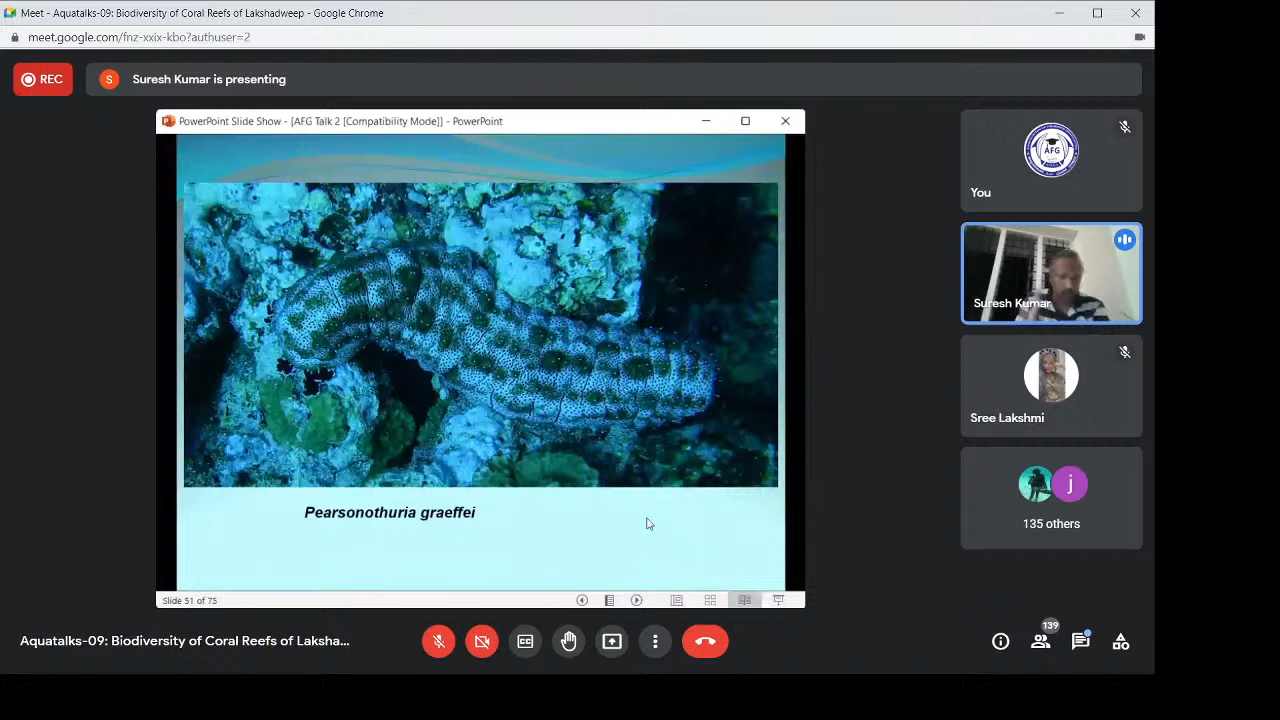 Meet - Aquatalks-09: Biodiversity of Coral Reefs of Lakshadweep - Google Chrome
meet.google.com/fnz-xxix-kbo?authuser=2
REC
S
Suresh Kumar is presenting
PowerPoint Slide Show - [AFG Talk 2 [Compatibility Mode]] - PowerPoint
AFG
You
Suresh Kumar
Sree Lakshmi
j
135 others
Pearsonothuria graeffei
Slide 51 of 75
Aquatalks-09: Biodiversity of Coral Reefs of Laksha...
CC
139